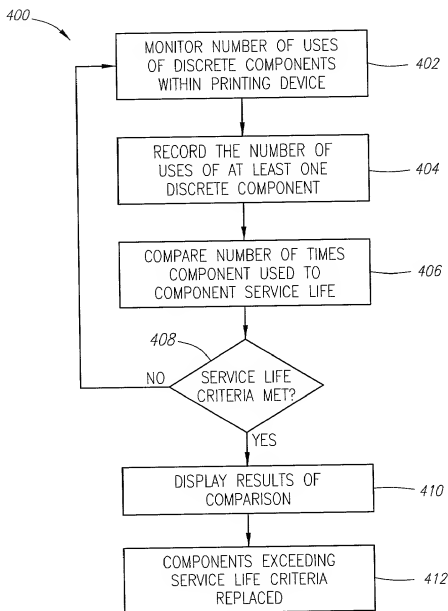 400
MONITOR NUMBER OF USES
OF DISCRETE COMPONENTS
WITHIN PRINTING DEVICE
402
RECORD THE NUMBER OF
USES OF AT LEAST ONE
DISCRETE COMPONENT
404
COMPARE NUMBER OF TIMES
COMPONENT USED TO
COMPONENT SERVICE LIFE
406
408
NO
SERVICE LIFE
CRITERIA MET?
YES
DISPLAY RESULTS OF
COMPARISON
410
COMPONENTS EXCEEDING
SERVICE LIFE CRITERIA
REPLACED
412